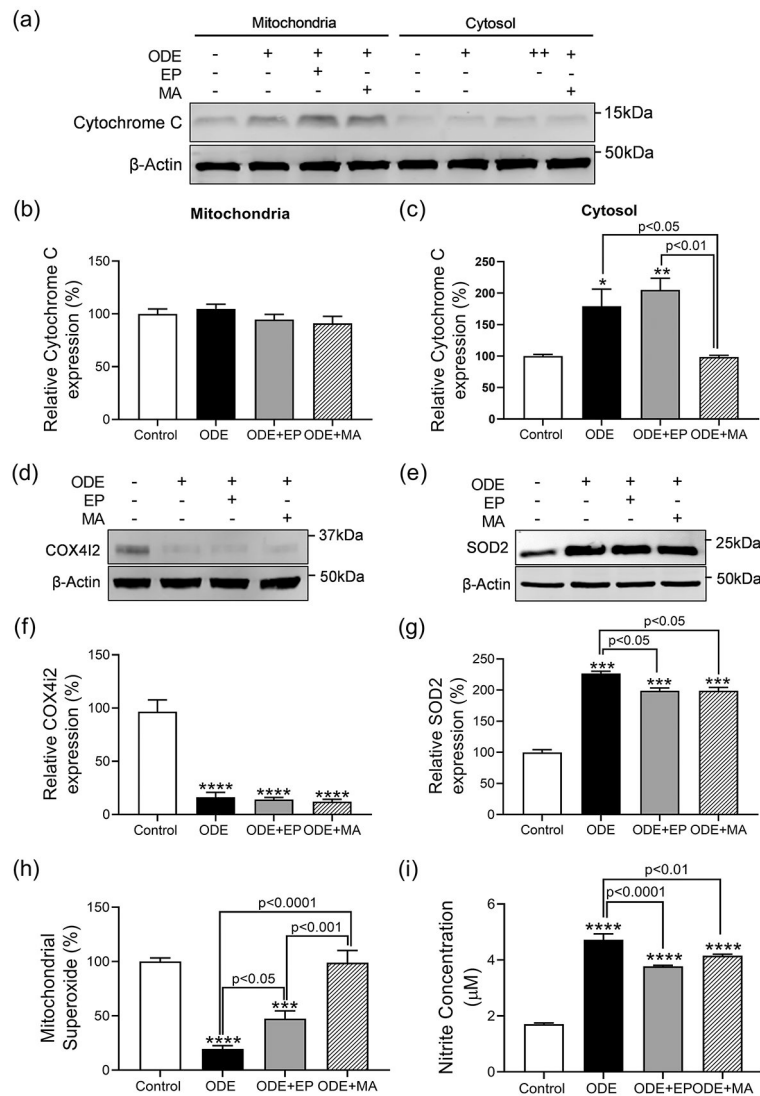 (a)
Mitochondria Cytosol
ODE - + + + - + ++ +
EP - - + - - -
MA - - + - - +
Cytochrome C 15kDa
β-Actin 50kDa
(b) Mitochondria
Relative Cytochrome C
expression (%)
150
100
50
0
Control ODE ODE+EP ODE+MA
(c) Cytosol
Relative Cytochrome C
expression (%)
p<0.05
p<0.01
* **
250
200
150
100
50
0
Control ODE ODE+EP ODE+MA
(d)
ODE - + + +
EP - - + -
MA - - - +
COX4I2 37kDa
β-Actin 50kDa
(e)
ODE - + + +
EP - - + -
MA - - - +
SOD2 25kDa
β-Actin 50kDa
(f)
Relative COX4i2
expression (%)
150
100
50
0
**** **** ****
Control ODE ODE+EP ODE+MA
(g)
Relative SOD2
expression (%)
p<0.05
p<0.05
*** *** ***
250
200
150
100
50
0
Control ODE ODE+EP ODE+MA
(h)
Mitochondrial
Superoxide (%)
p<0.0001
p<0.001
p<0.05
**** ***
150
100
50
0
Control ODE ODE+EP ODE+MA
(i)
Nitrite Concentration
(μM)
p<0.01
p<0.0001
**** **** ****
6
4
2
0
Control ODE ODE+EP ODE+MA